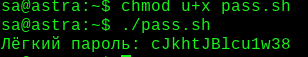 sa@astra:~$ chmod u+x pass.sh
sa@astra:~$ ./pass.sh
Лёгкий пароль: cJkhtJBlcu1w38